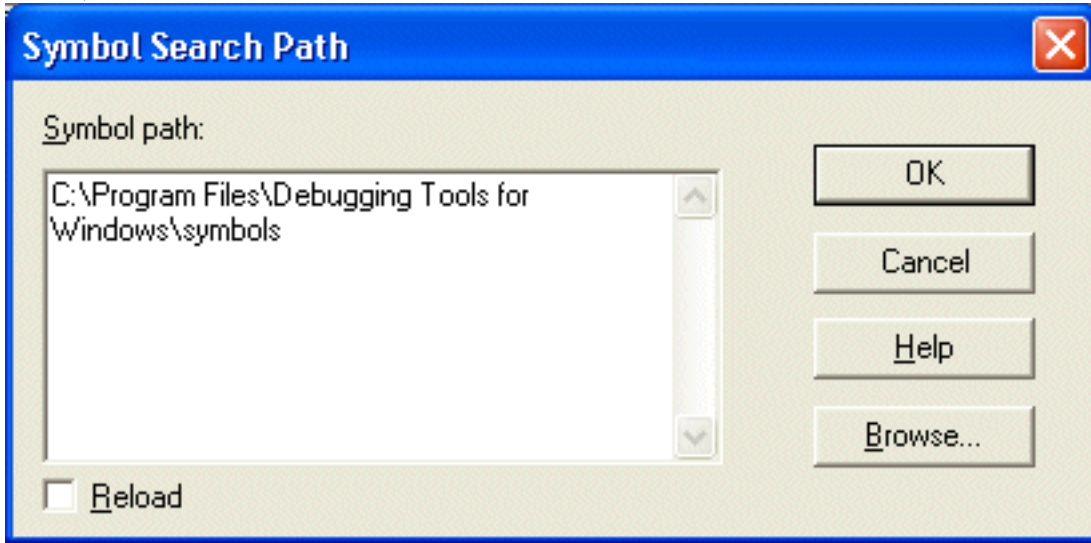 Symbol Search Path
Symbol path:
C:\Program Files\Debugging Tools for
Windows\symbols
OK
Cancel
Help
Browse...
Reload